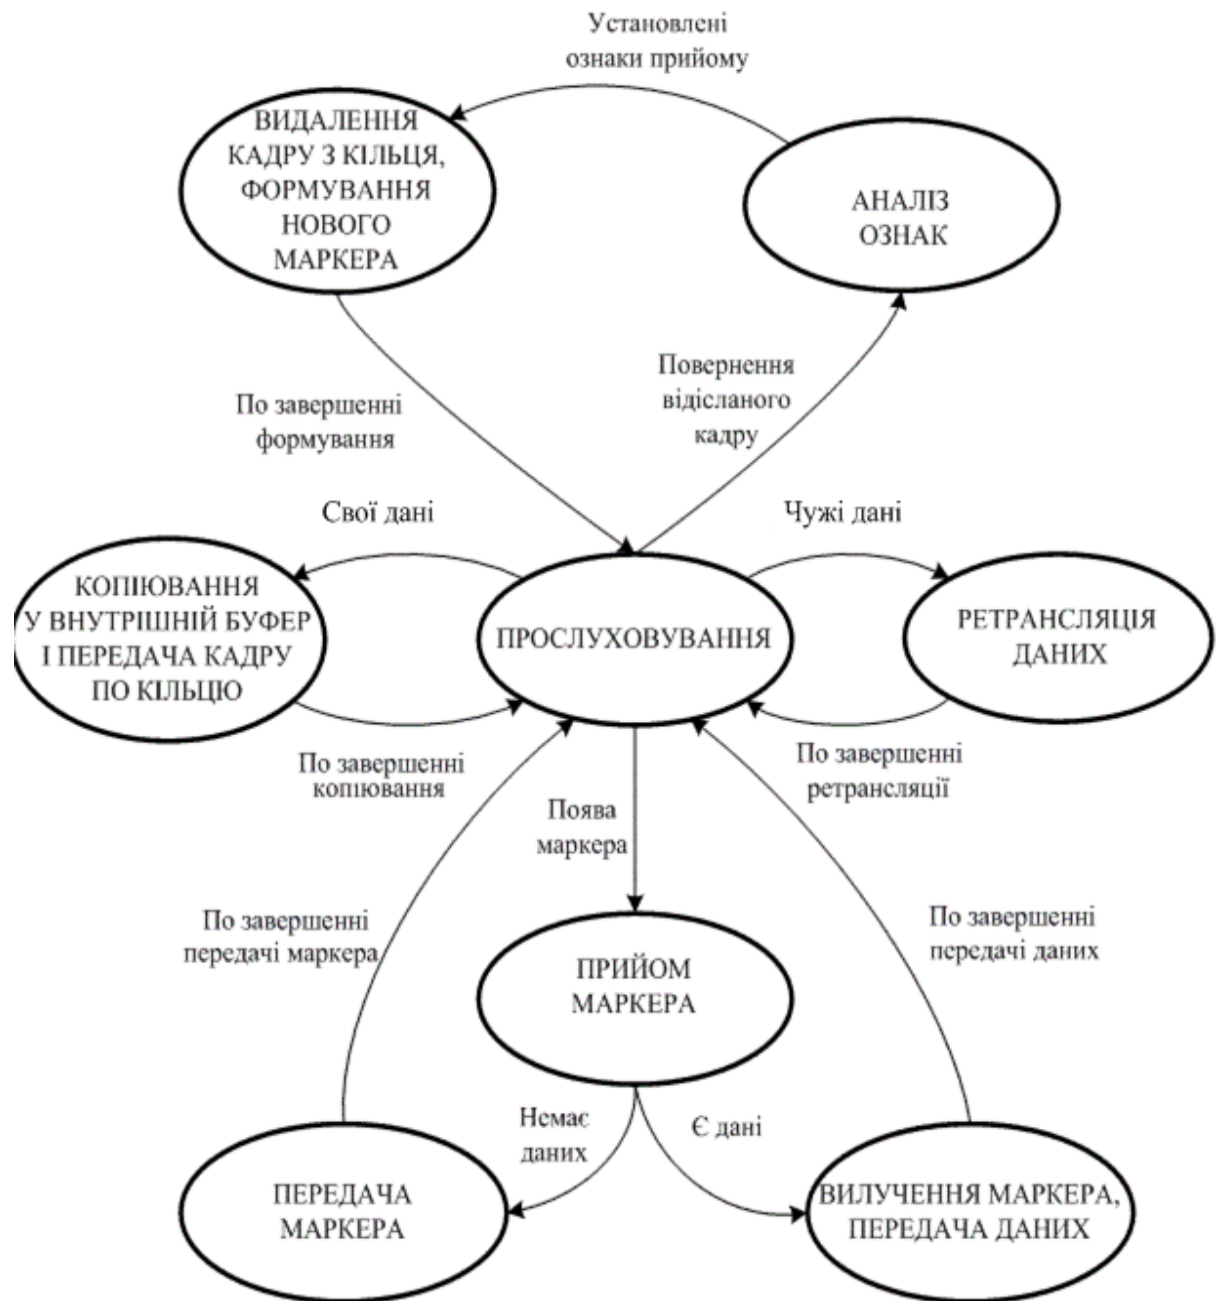 Установлені
ознаки прийому
ВИДАЛЕННЯ
КАДРУ З КІЛЬЦЯ,
ФОРМУВАННЯ
НОВОГО
МАРКЕРА
АНАЛІЗ
ОЗНАК
По завершенні
формування
Повернення
відісланого
кадру
Свої дані
Чужі дані
КОПІЮВАННЯ
У ВНУТРІШНІЙ БУФЕР
І ПЕРЕДАЧА КАДРУ
ПО КІЛЬЦЮ
ПРОСЛУХОВУВАННЯ
РЕТРАНСЛЯЦІЯ
ДАНИХ
По завершенні
копіювання
По завершенні
ретрансляції
Поява
маркера
По завершенні
передачі маркера
По завершенні
передачі даних
ПРИЙОМ
МАРКЕРА
Немає
даних
Є дані
ПЕРЕДАЧА
МАРКЕРА
ВИЛУЧЕННЯ МАРКЕРА,
ПЕРЕДАЧА ДАНИХ